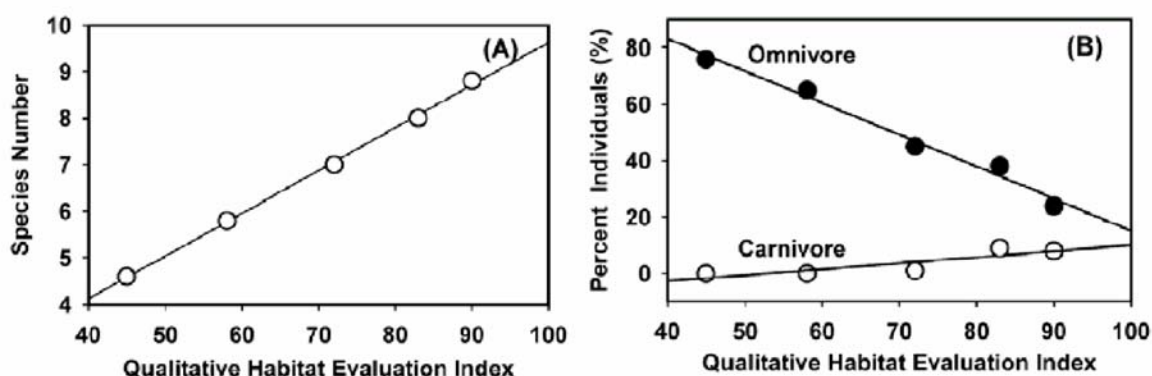 (A)
Species Number
10
9
8
7
6
5
4
40 50 60 70 80 90 100
Qualitative Habitat Evaluation Index
(B)
Percent Individuals (%)
Omnivore
Carnivore
80
60
40
20
0
40 50 60 70 80 90 100
Qualitative Habitat Evaluation Index